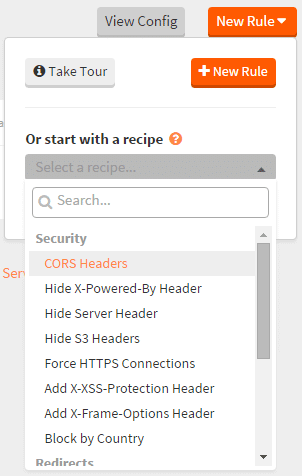 View Config
New Rule
Take Tour
New Rule
Or start with a recipe
Select a recipe...
Search...
Security
CORS Headers
Serv
Hide X-Powered-By Header
Hide Server Header
Hide S3 Headers
Force HTTPS Connections
Add X-XSS-Protection Header
Add X-Frame-Options Header
Block by Country
Redirects